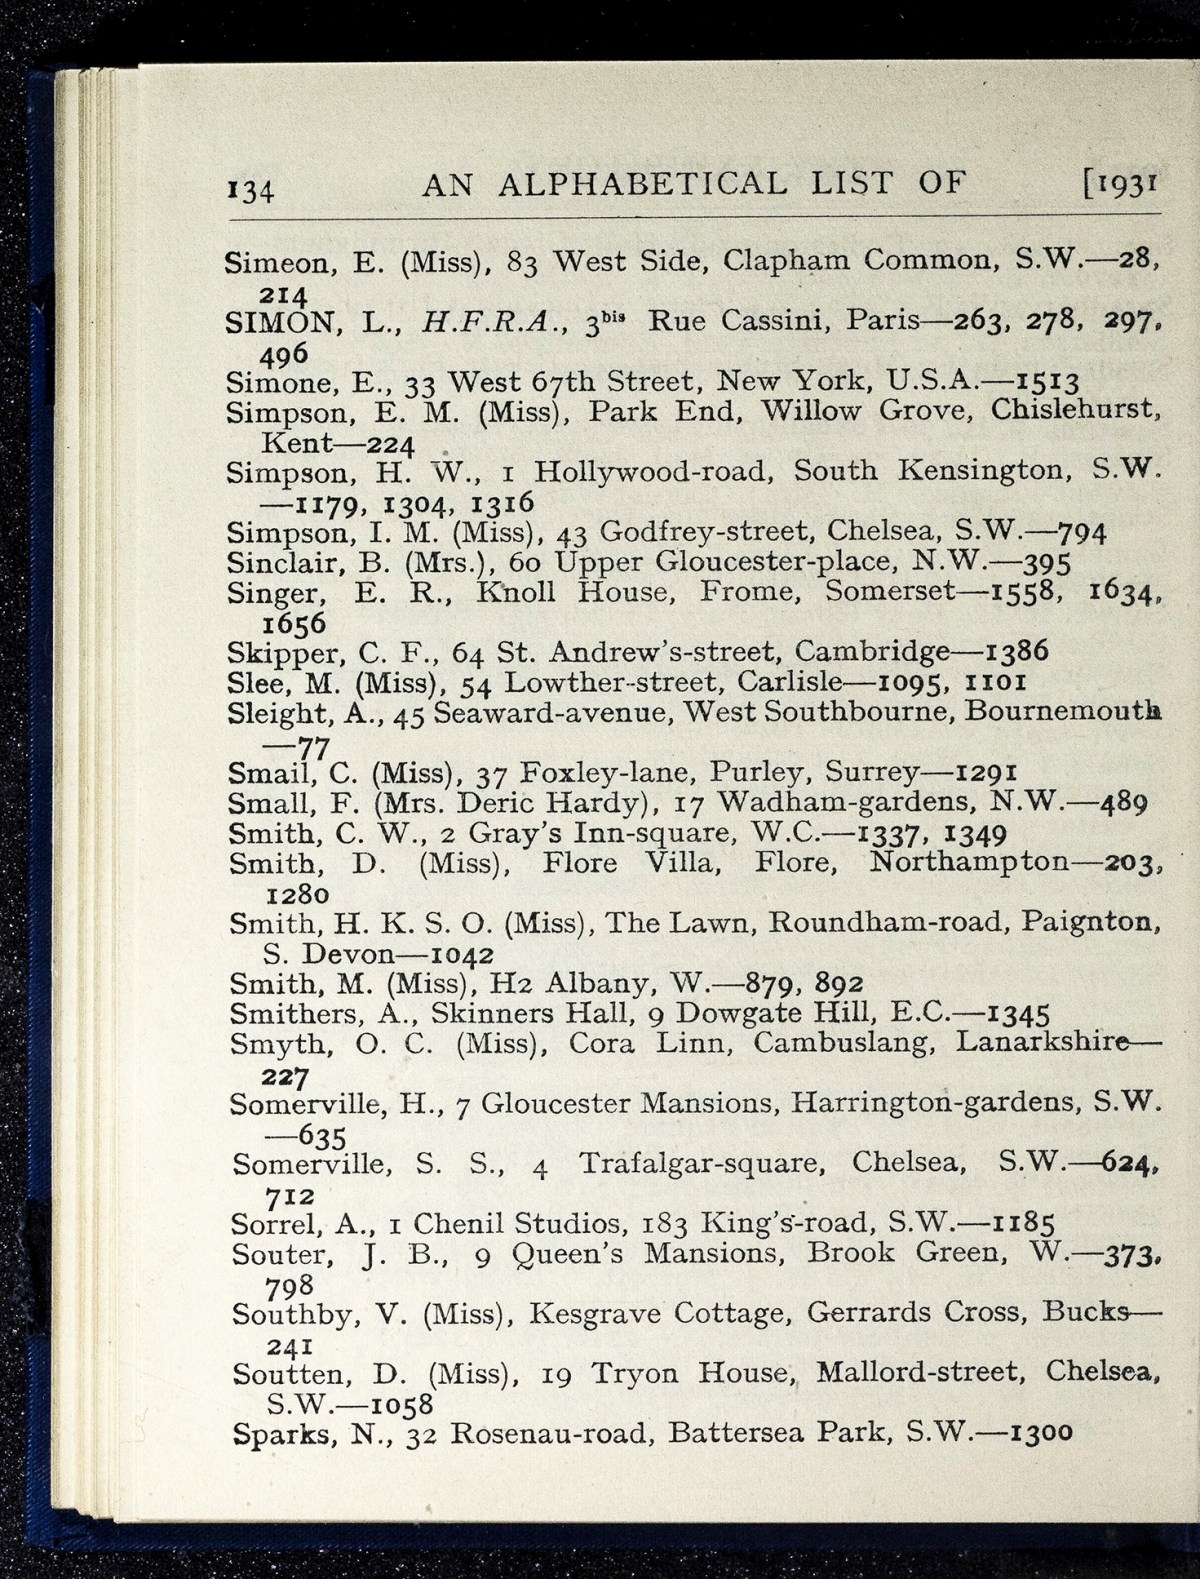 134 AN ALPHABETICAL LIST OF [1931
Simeon, E. (Miss), 83 West Side, Clapham Common, S.W.—28,
214
SIMON, L., H.F.R.A., 3bis Rue Cassini, Paris—263, 278, 297,
496
Simone, E., 33 West 67th Street, New York, U.S.A.—1513
Simpson, E. M. (Miss), Park End, Willow Grove, Chislehurst,
Kent—224
Simpson, H. W., 1 Hollywood-road, South Kensington, S.W.
—1179, 1304, 1316
Simpson, I. M. (Miss), 43 Godfrey-street, Chelsea, S.W.—794
Sinclair, B. (Mrs.), 60 Upper Gloucester-place, N.W.—395
Singer, E. R., Knoll House, Frome, Somerset—1558, 1634,
1656
Skipper, C. F., 64 St. Andrew's-street, Cambridge—1386
Slee, M. (Miss), 54 Lowther-street, Carlisle—1095, 1101
Sleight, A., 45 Seaward-avenue, West Southbourne, Bournemouth
—77
Smail, C. (Miss), 37 Foxley-lane, Purley, Surrey—1291
Small, F. (Mrs. Deric Hardy), 17 Wadham-gardens, N.W.—489
Smith, C. W., 2 Gray's Inn-square, W.C.—1337, 1349
Smith, D. (Miss), Flore Villa, Flore, Northampton—203,
1280
Smith, H. K. S. O. (Miss), The Lawn, Roundham-road, Paignton,
S. Devon—1042
Smith, M. (Miss), H2 Albany, W.—879, 892
Smithers, A., Skinners Hall, 9 Dowgate Hill, E.C.—1345
Smyth, O. C. (Miss), Cora Linn, Cambuslang, Lanarkshire—
227
Somerville, H., 7 Gloucester Mansions, Harrington-gardens, S.W.
—635
Somerville, S. S., 4 Trafalgar-square, Chelsea, S.W.—624,
712
Sorrel, A., 1 Chenil Studios, 183 King's-road, S.W.—1185
Souter, J. B., 9 Queen's Mansions, Brook Green, W.—373,
798
Southby, V. (Miss), Kesgrave Cottage, Gerrards Cross, Bucks—
241
Soutten, D. (Miss), 19 Tryon House, Mallord-street, Chelsea,
S.W.—1058
Sparks, N., 32 Rosenau-road, Battersea Park, S.W.—1300